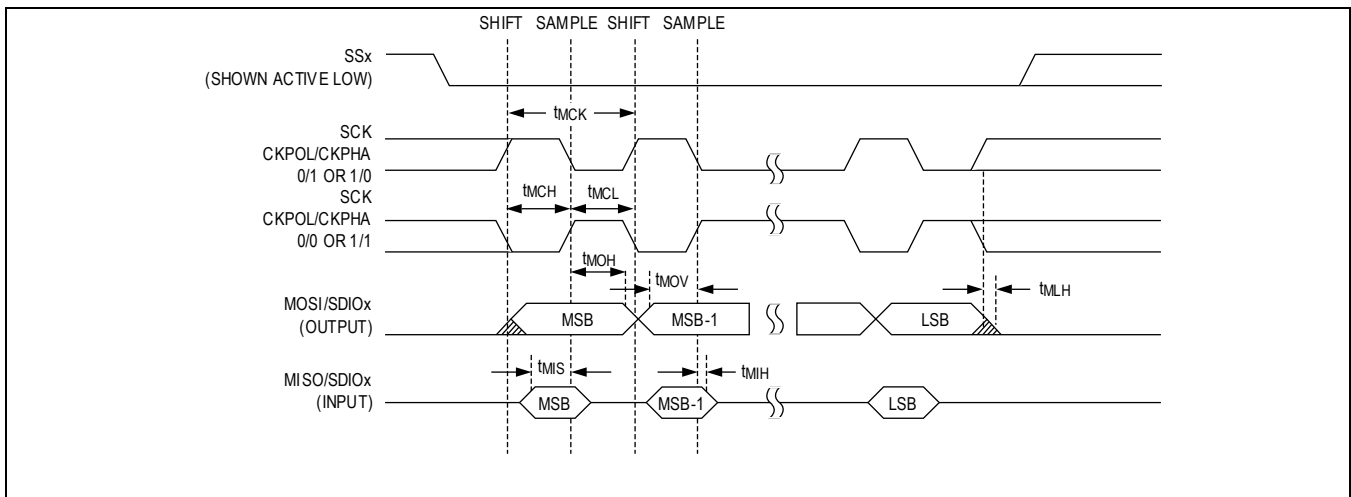 SHIFT SAMPLE SHIFT SAMPLE
SSx
(SHOWN ACTIVE LOW)
tMCK
SCK
CKPOL/CKPHA
0/1 OR 1/0
tMCH tMCL
SCK
CKPOL/CKPHA
0/0 OR 1/1
tMOH
tMOV
tMLH
MOSI/SDIOx
(OUTPUT)
MSB MSB-1 LSB
tMIS
tMIH
MISO/SDIOx
(INPUT)
MSB MSB-1 LSB